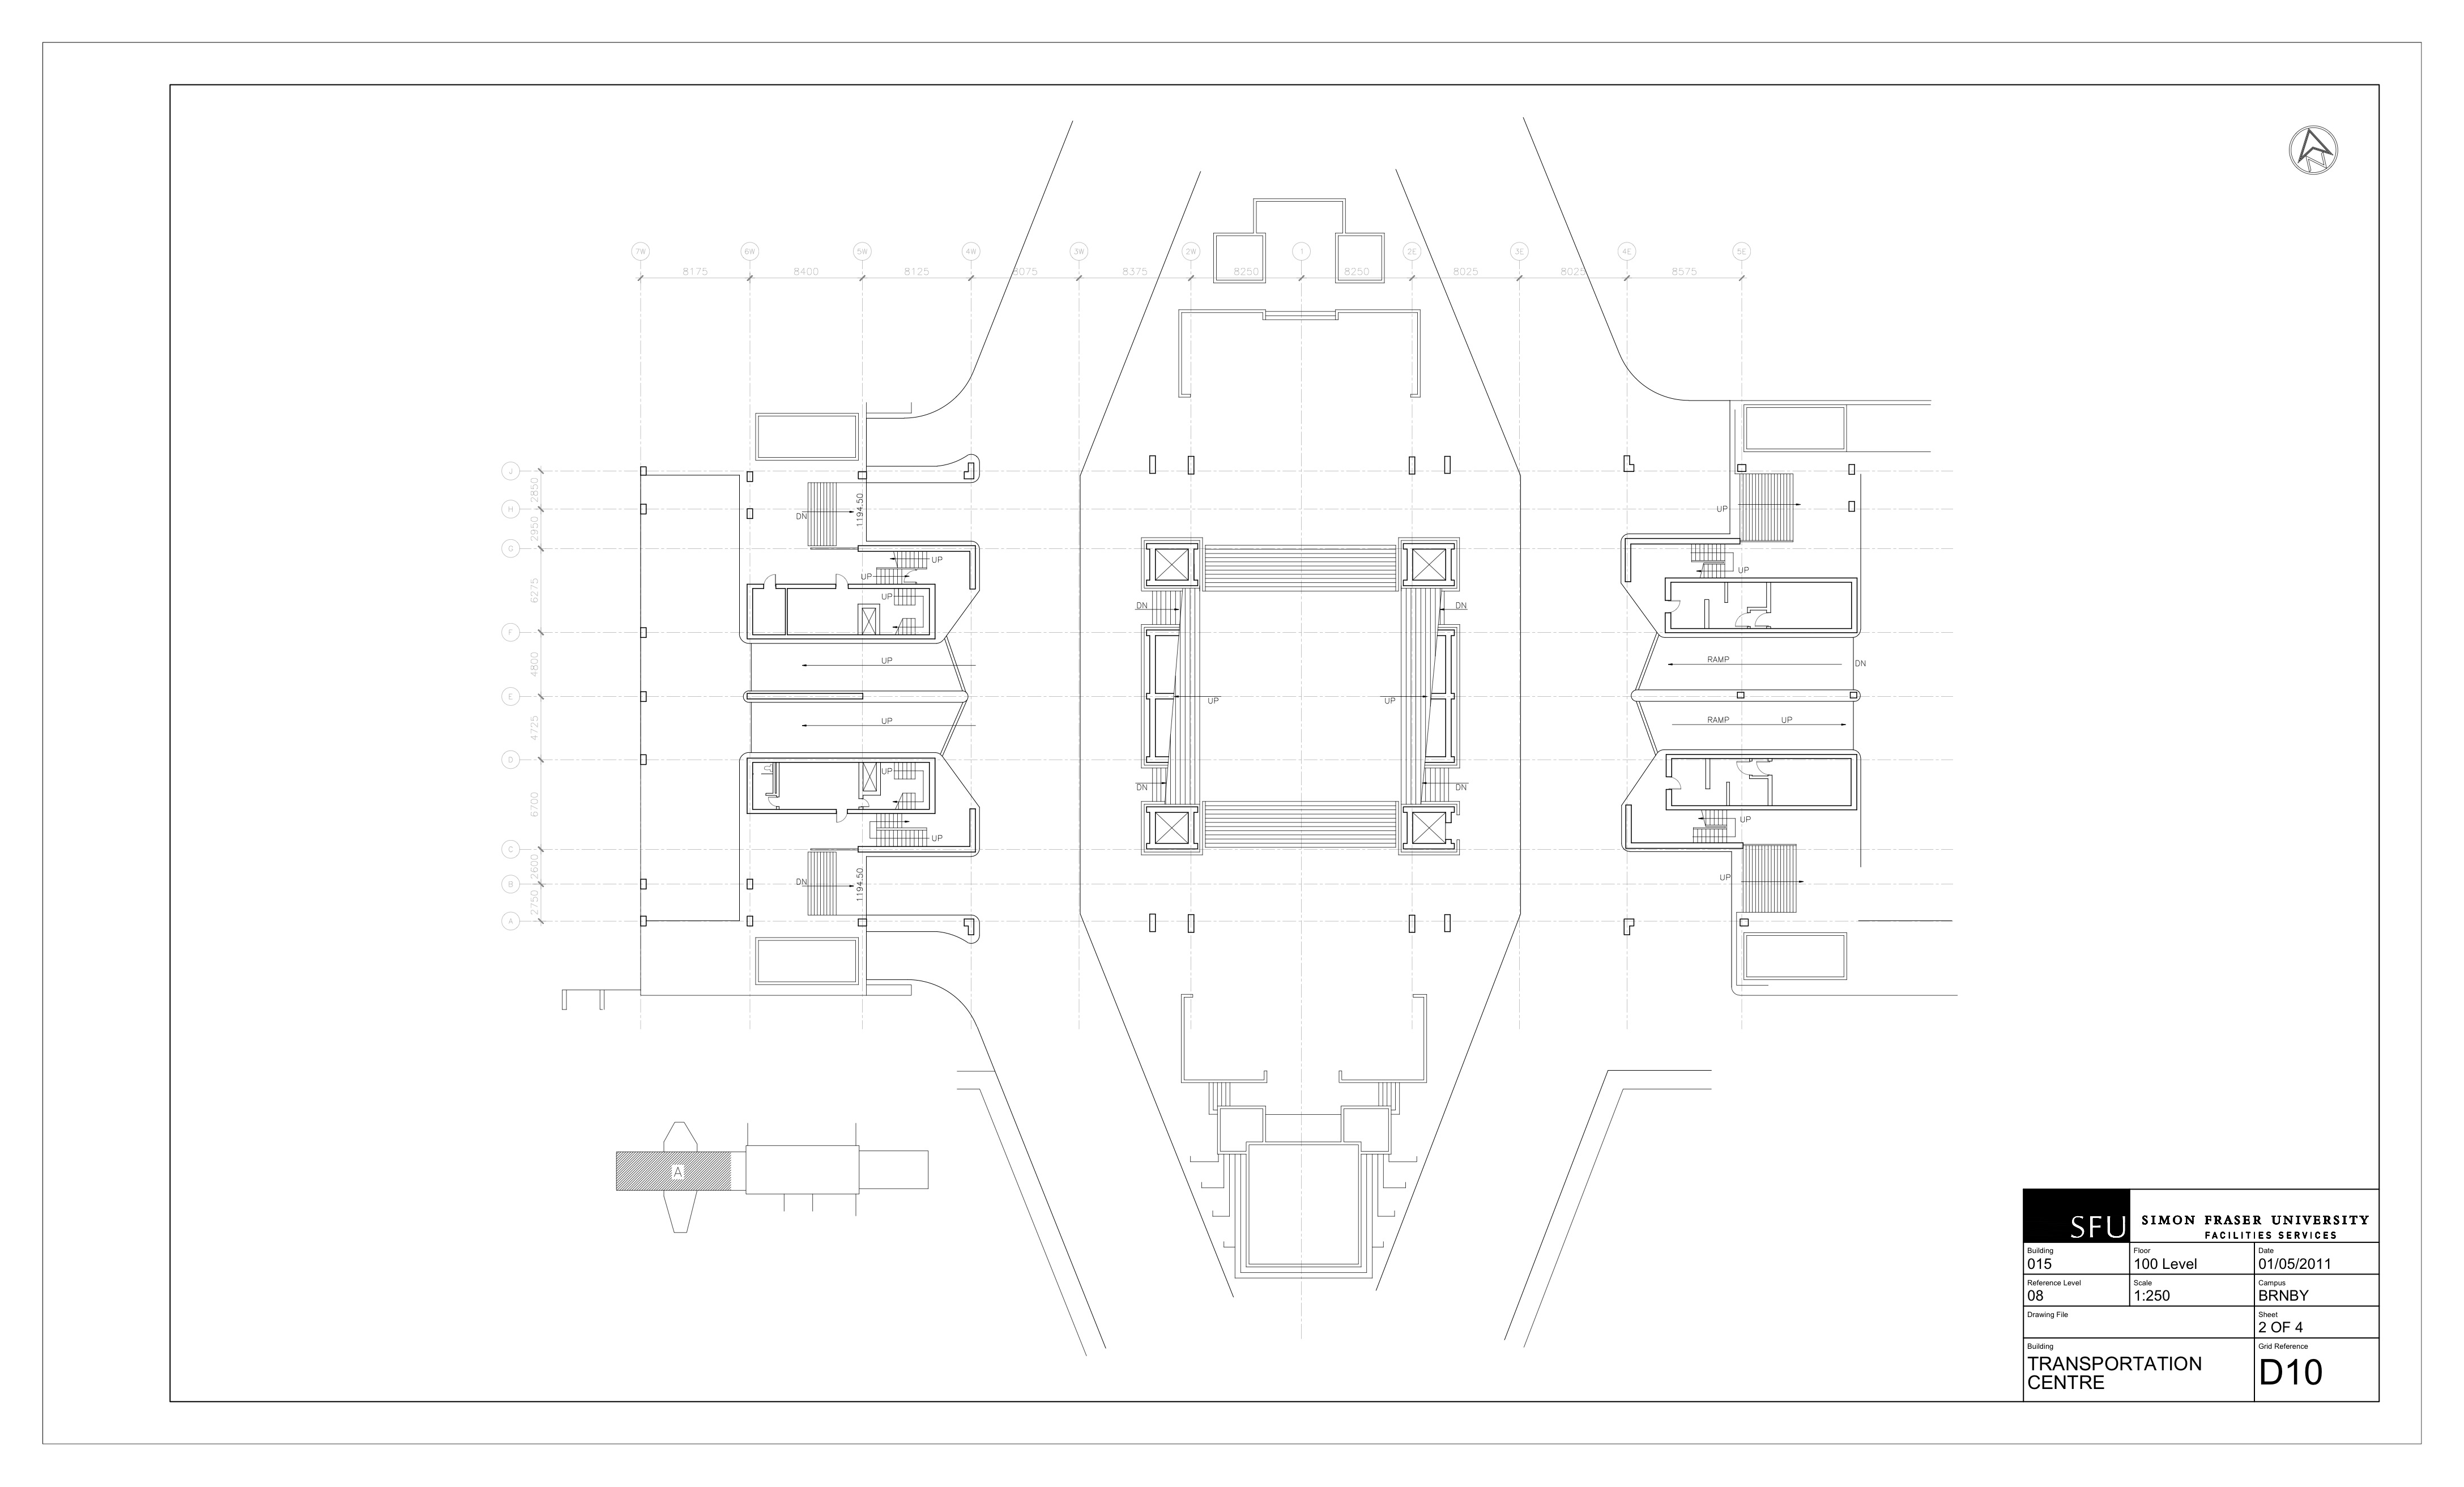 7W 6W 5W 4W 3W 2W 1 2E 3E 4E 5E
8175 8400 8125 8075 8375 8250 8250 8025 8025 8575
J
2850
H
2950
G
6275
F
4800
E
4725
D
6700
C
2600
B
2750
A
DN
1194.50
UP
UP
UP
UP
UP
UP
UP
DN
1194.50
DN
DN
UP
UP
DN
DN
UP
UP
RAMP
DN
RAMP UP
UP
UP
A
SFU
SIMON FRASER UNIVERSITY
FACILITIES SERVICES
Building
015
Floor
100 Level
Date
01/05/2011
Reference Level
08
Scale
1:250
Campus
BRNBY
Drawing File
Sheet
2 OF 4
Building
TRANSPORTATION
CENTRE
Grid Reference
D10